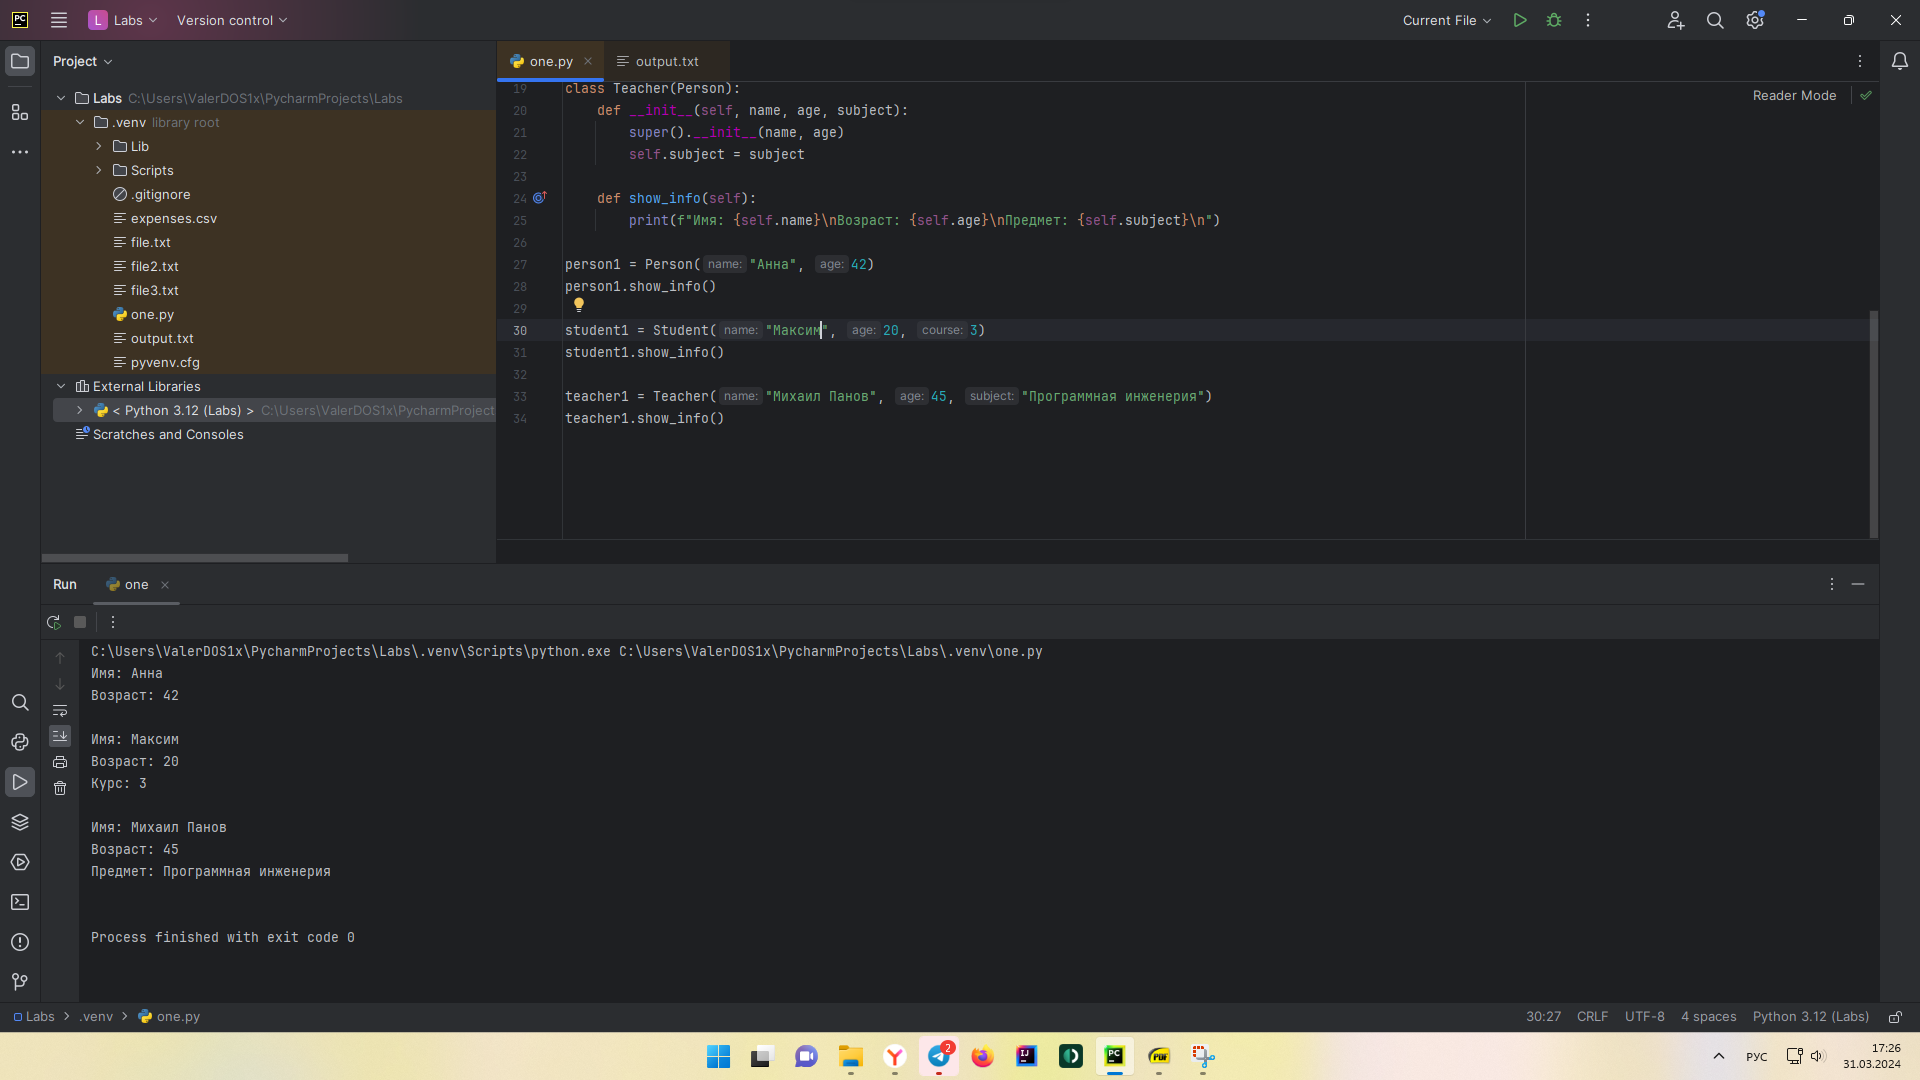 PC
L Labs
Version control
Current File
Project
one.py
output.txt
Labs C:\Users\ValerDOS1x\PycharmProjects\Labs
.venv library root
Lib
Scripts
.gitignore
expenses.csv
file.txt
file2.txt
file3.txt
one.py
output.txt
pyvenv.cfg
External Libraries
< Python 3.12 (Labs) > C:\Users\ValerDOS1x\PycharmProject
Scratches and Consoles
Reader Mode
19 class Teacher(Person):
20 def __init__(self, name, age, subject):
21 super().__init__(name, age)
22 self.subject = subject
23
24 def show_info(self):
25 print(f"Имя: {self.name}\nВозраст: {self.age}\nПредмет: {self.subject}\n")
26
27 person1 = Person( name: "Анна", age: 42)
28 person1.show_info()
29
30 student1 = Student( name: "Максим", age: 20, course: 3)
31 student1.show_info()
32
33 teacher1 = Teacher( name: "Михаил Панов", age: 45, subject: "Программная инженерия")
34 teacher1.show_info()
Run
one
C:\Users\ValerDOS1x\PycharmProjects\Labs\.venv\Scripts\python.exe C:\Users\ValerDOS1x\PycharmProjects\Labs\.venv\one.py
Имя: Анна
Возраст: 42
Имя: Максим
Возраст: 20
Курс: 3
Имя: Михаил Панов
Возраст: 45
Предмет: Программная инженерия
Process finished with exit code 0
Labs > .venv > one.py
30:27 CRLF UTF-8 4 spaces Python 3.12 (Labs)
2
IJ
PC
PDF
РУС
17:26
31.03.2024